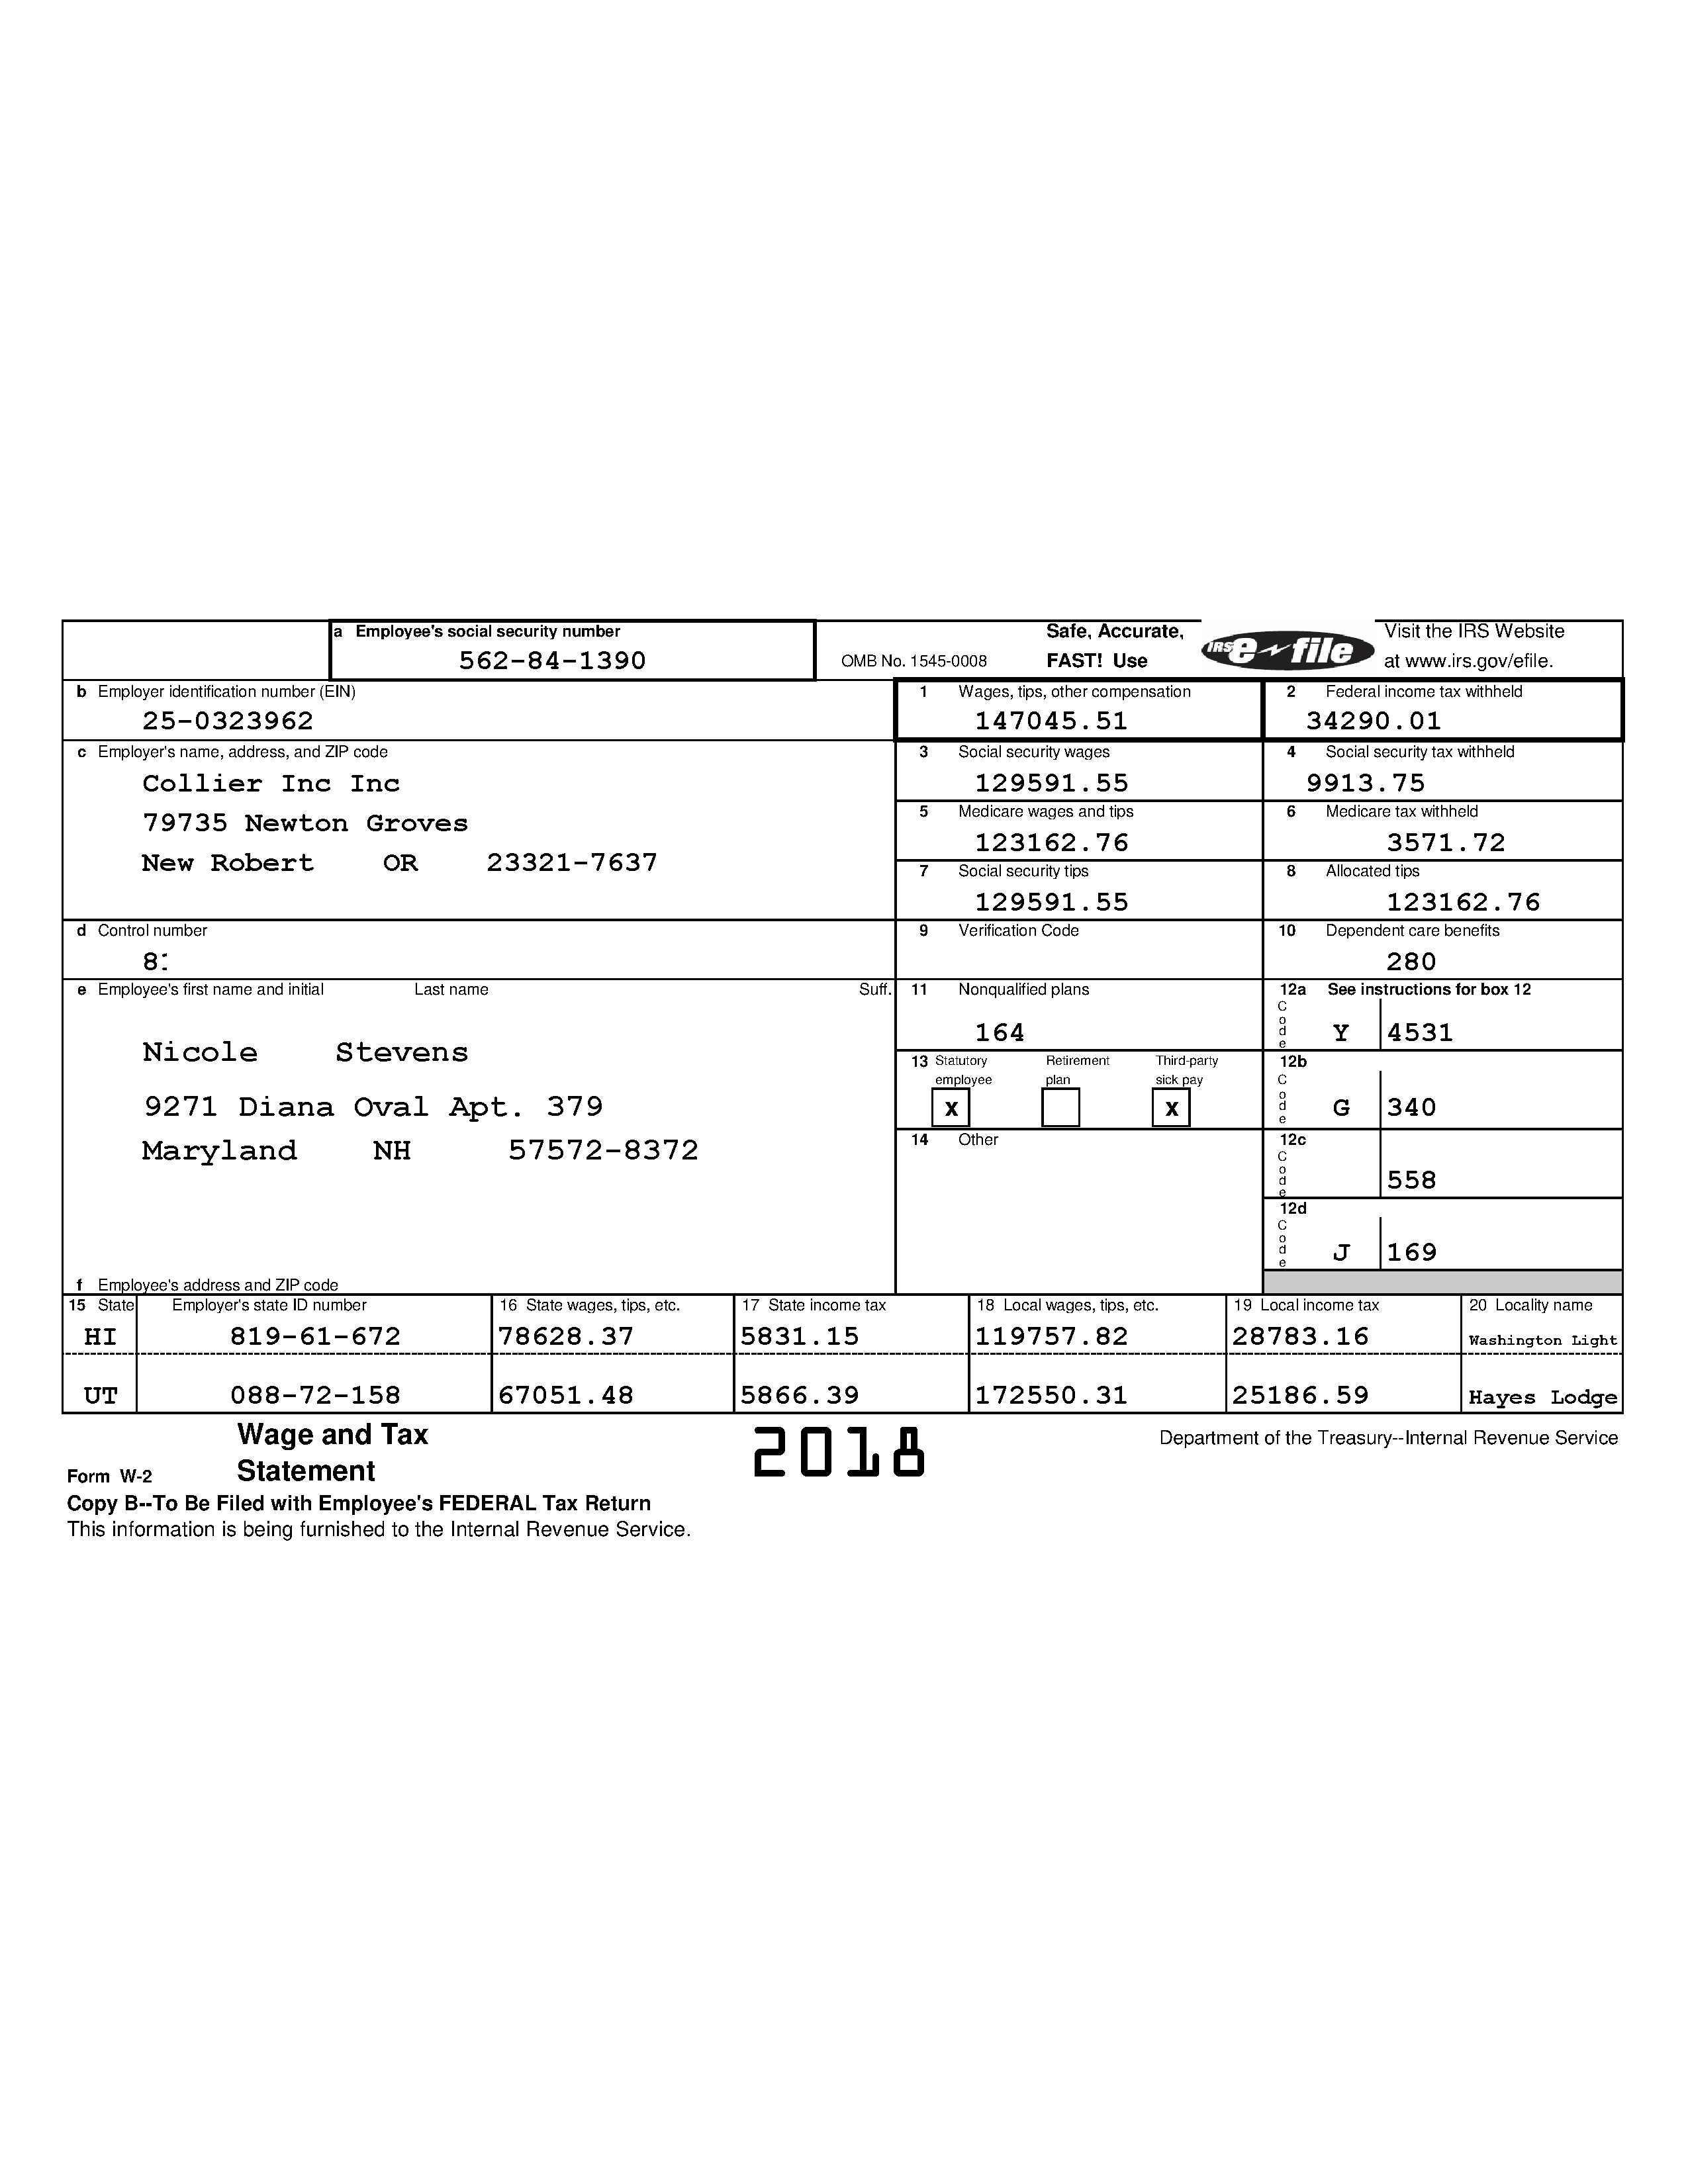 a Employee's social security number
562-84-1390
OMB No. 1545-0008
Safe, Accurate,
FAST! Use
IRS e-file
Visit the IRS Website
at www.irs.gov/efile.
b Employer identification number (EIN)
25-0323962
1 Wages, tips, other compensation
147045.51
2 Federal income tax withheld
34290.01
c Employer's name, address, and ZIP code
Collier Inc Inc
79735 Newton Groves
New Robert OR 23321-7637
3 Social security wages
129591.55
4 Social security tax withheld
9913.75
5 Medicare wages and tips
123162.76
6 Medicare tax withheld
3571.72
7 Social security tips
129591.55
8 Allocated tips
123162.76
d Control number
9 Verification Code
10 Dependent care benefits
280
e Employee's first name and initial Last name Suff.
Nicole Stevens
9271 Diana Oval Apt. 379
Maryland NH 57572-8372
f Employee's address and ZIP code
11 Nonqualified plans
164
12a See instructions for box 12
Code Y 4531
13 Statutory employee Retirement plan Third-party sick pay
X X
12b
Code G 340
14 Other
12c
Code 558
12d
Code J 169
15 State Employer's state ID number 16 State wages, tips, etc. 17 State income tax 18 Local wages, tips, etc. 19 Local income tax 20 Locality name
HI 819-61-672 78628.37 5831.15 119757.82 28783.16 Washington Light
UT 088-72-158 67051.48 5866.39 172550.31 25186.59 Hayes Lodge
Form W-2 Wage and Tax Statement
2018
Department of the Treasury--Internal Revenue Service
Copy B--To Be Filed with Employee's FEDERAL Tax Return
This information is being furnished to the Internal Revenue Service.